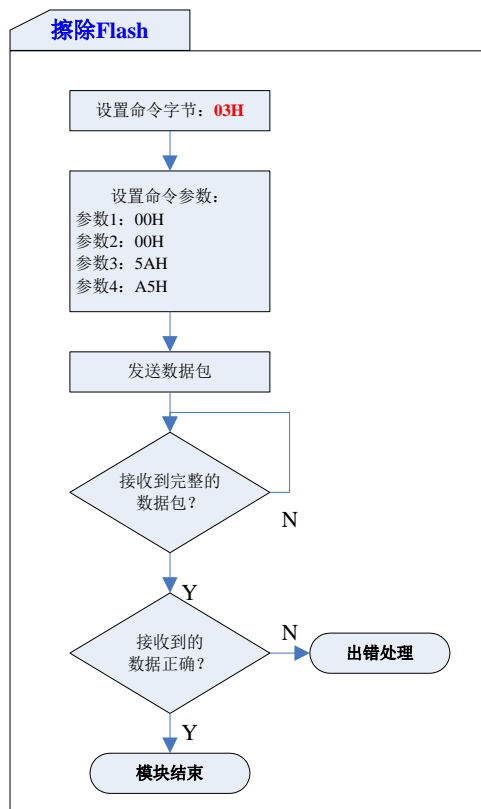 擦除Flash
设置命令字节：03H
设置命令参数：
参数1：00H
参数2：00H
参数3：5AH
参数4：A5H
发送数据包
接收到完整的
数据包？
N
Y
接收到的
数据正确？
N
出错处理
Y
模块结束